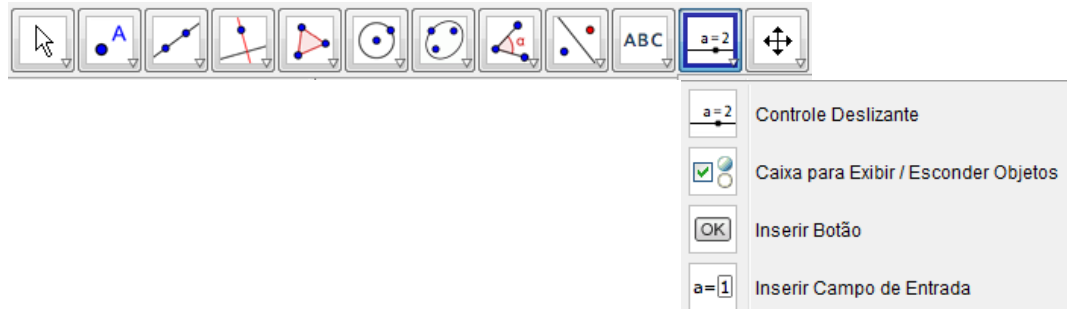 A α ABC a=2
a=2 Controle Deslizante
Caixa para Exibir / Esconder Objetos
OK Inserir Botão
a=1 Inserir Campo de Entrada